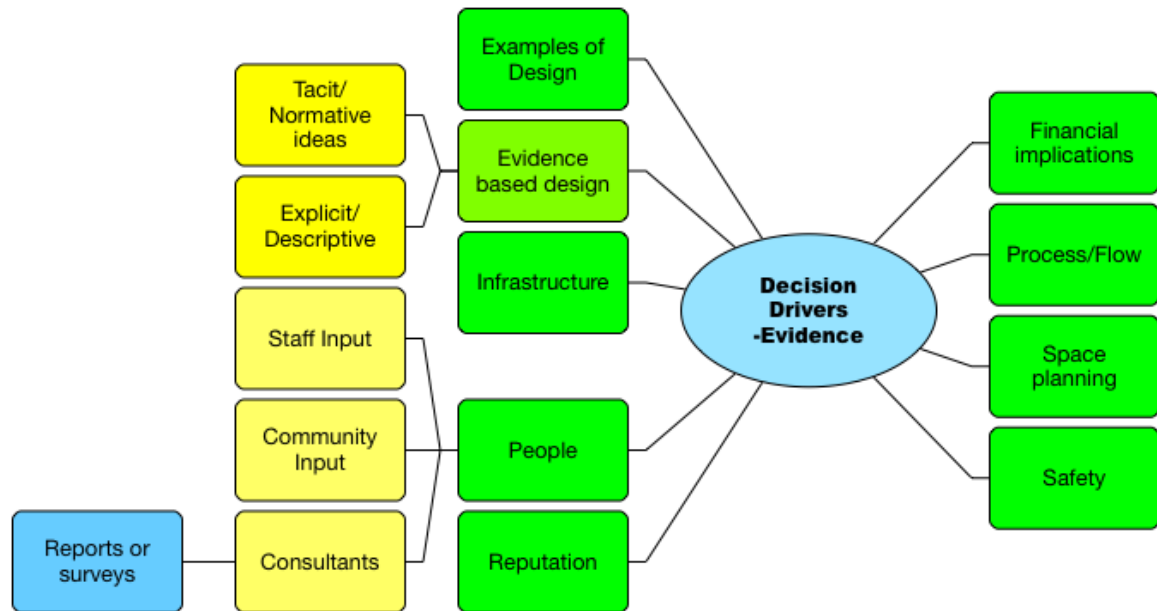 Examples of
Design
Tacit/
Normative
ideas
Evidence
based design
Explicit/
Descriptive
Infrastructure
Staff Input
Community
Input
People
Consultants
Reputation
Reports or
surveys
Decision
Drivers
-Evidence
Financial
implications
Process/Flow
Space
planning
Safety